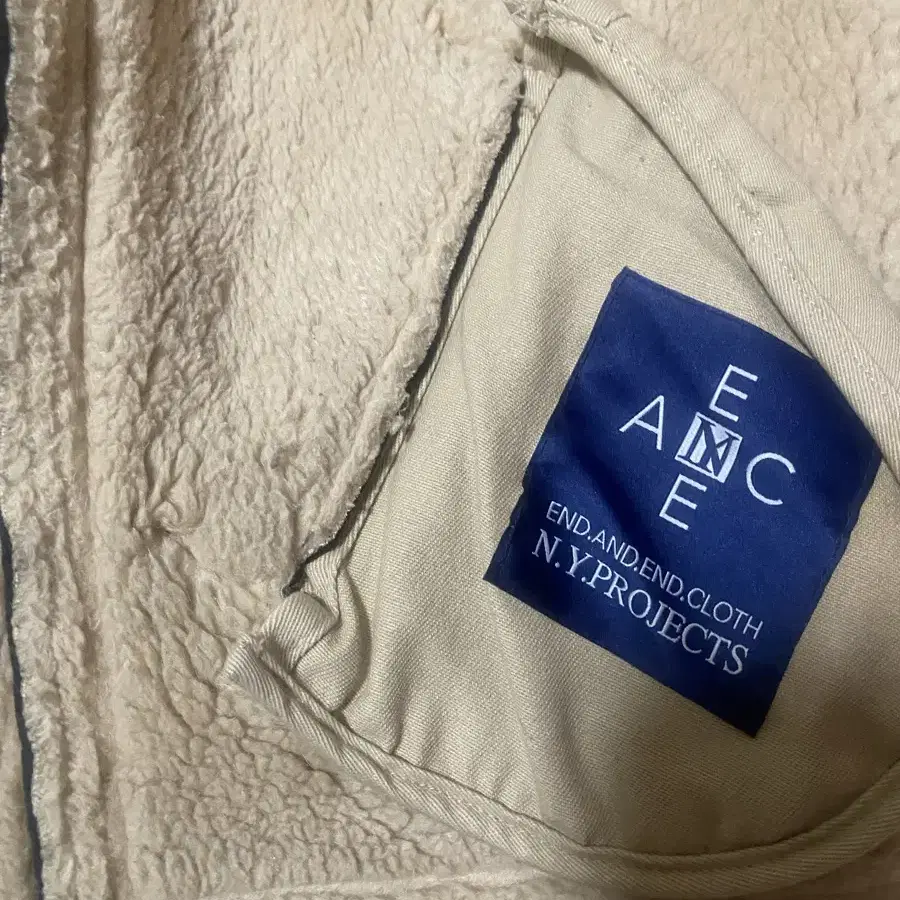 E
A N C
E
END.AND.END.CLOTH
N.Y.PROJECTS